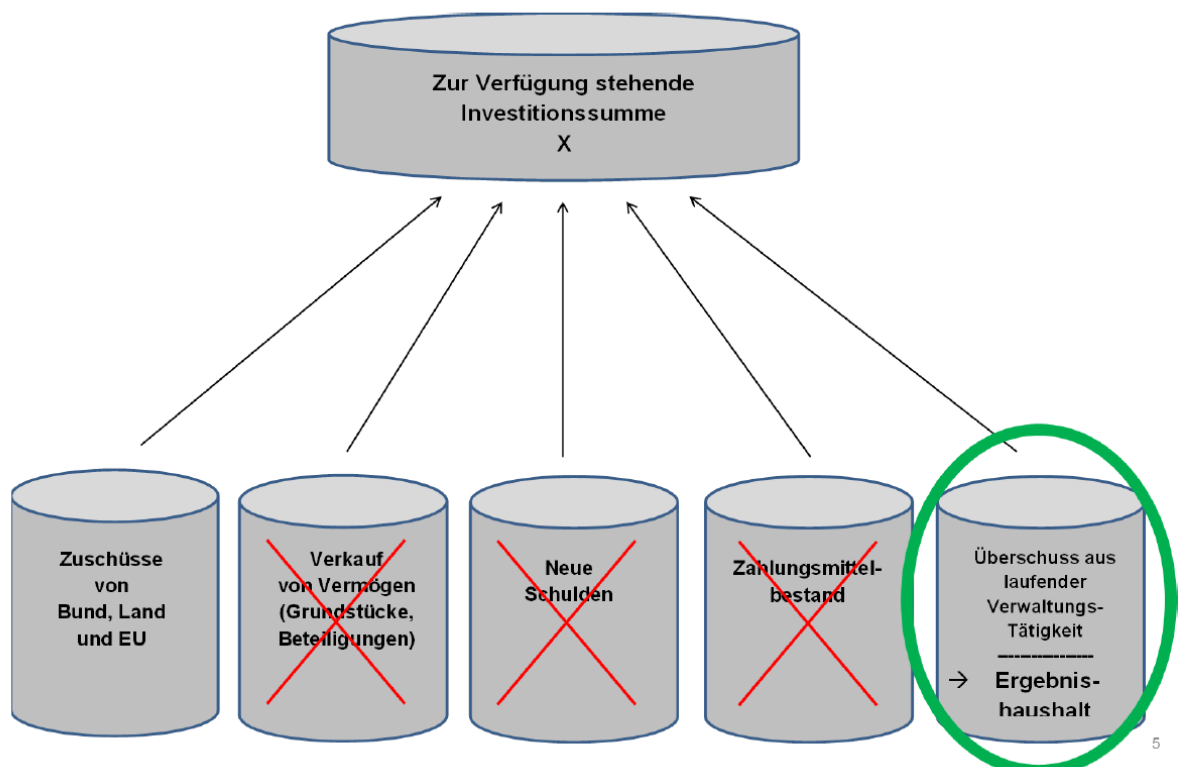 Zur Verfügung stehende
Investitionssumme
X
Zuschüsse
von
Bund, Land
und EU
Verkauf
von Vermögen
(Grundstücke,
Beteiligungen)
Neue
Schulden
Zahlungsmittel-
bestand
Überschuss aus
laufender
Verwaltungs-
Tätigkeit
-----------------
→ Ergebnis-
haushalt
5